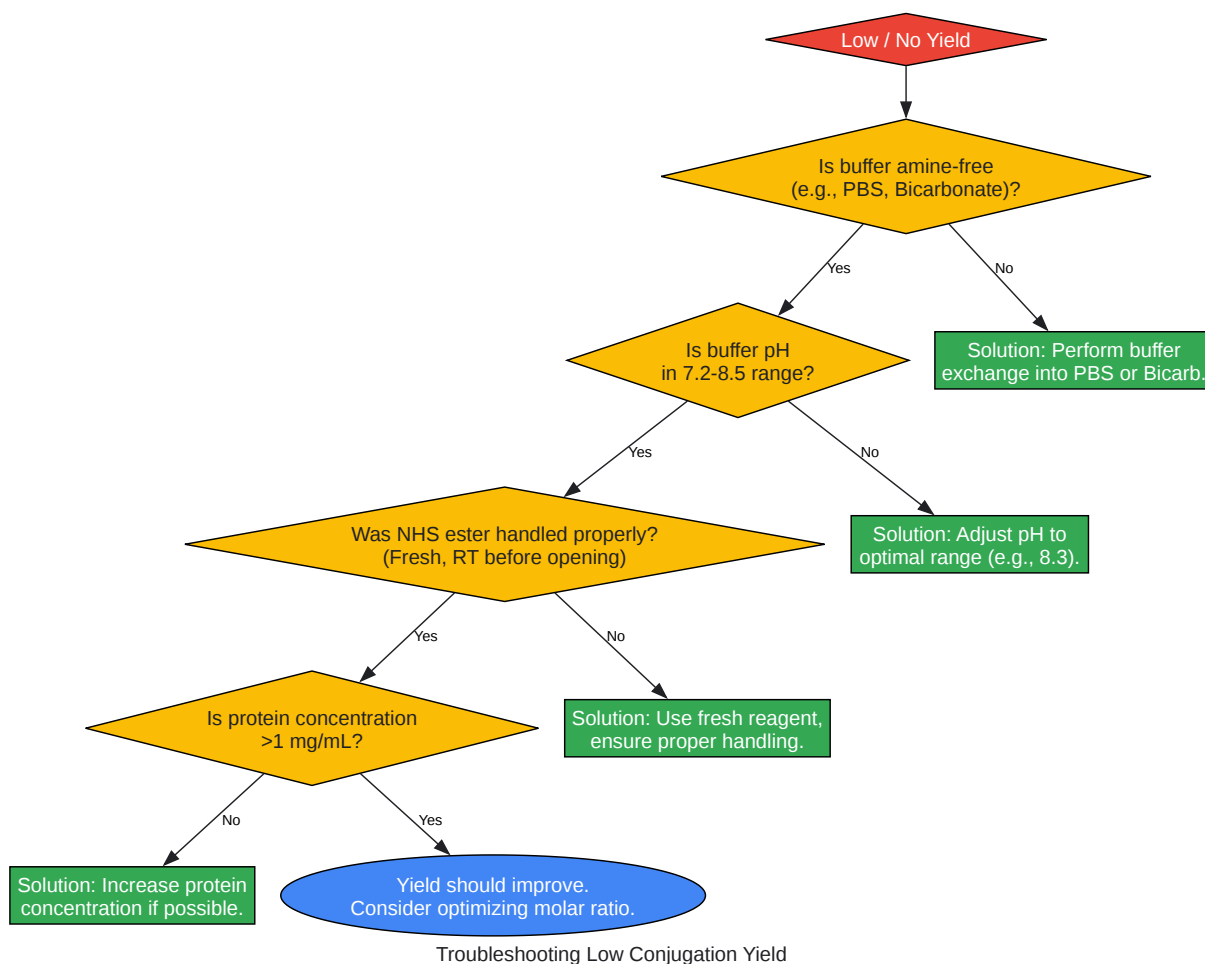 Low / No Yield
Is buffer amine-free
(e.g., PBS, Bicarbonate)?
Yes
No
Is buffer pH
in 7.2-8.5 range?
Solution: Perform buffer
exchange into PBS or Bicarb.
Yes
No
Was NHS ester handled properly?
(Fresh, RT before opening)
Solution: Adjust pH to
optimal range (e.g., 8.3).
Yes
No
Is protein concentration
>1 mg/mL?
Solution: Use fresh reagent,
ensure proper handling.
No
Yes
Solution: Increase protein
concentration if possible.
Yield should improve.
Consider optimizing molar ratio.
Troubleshooting Low Conjugation Yield